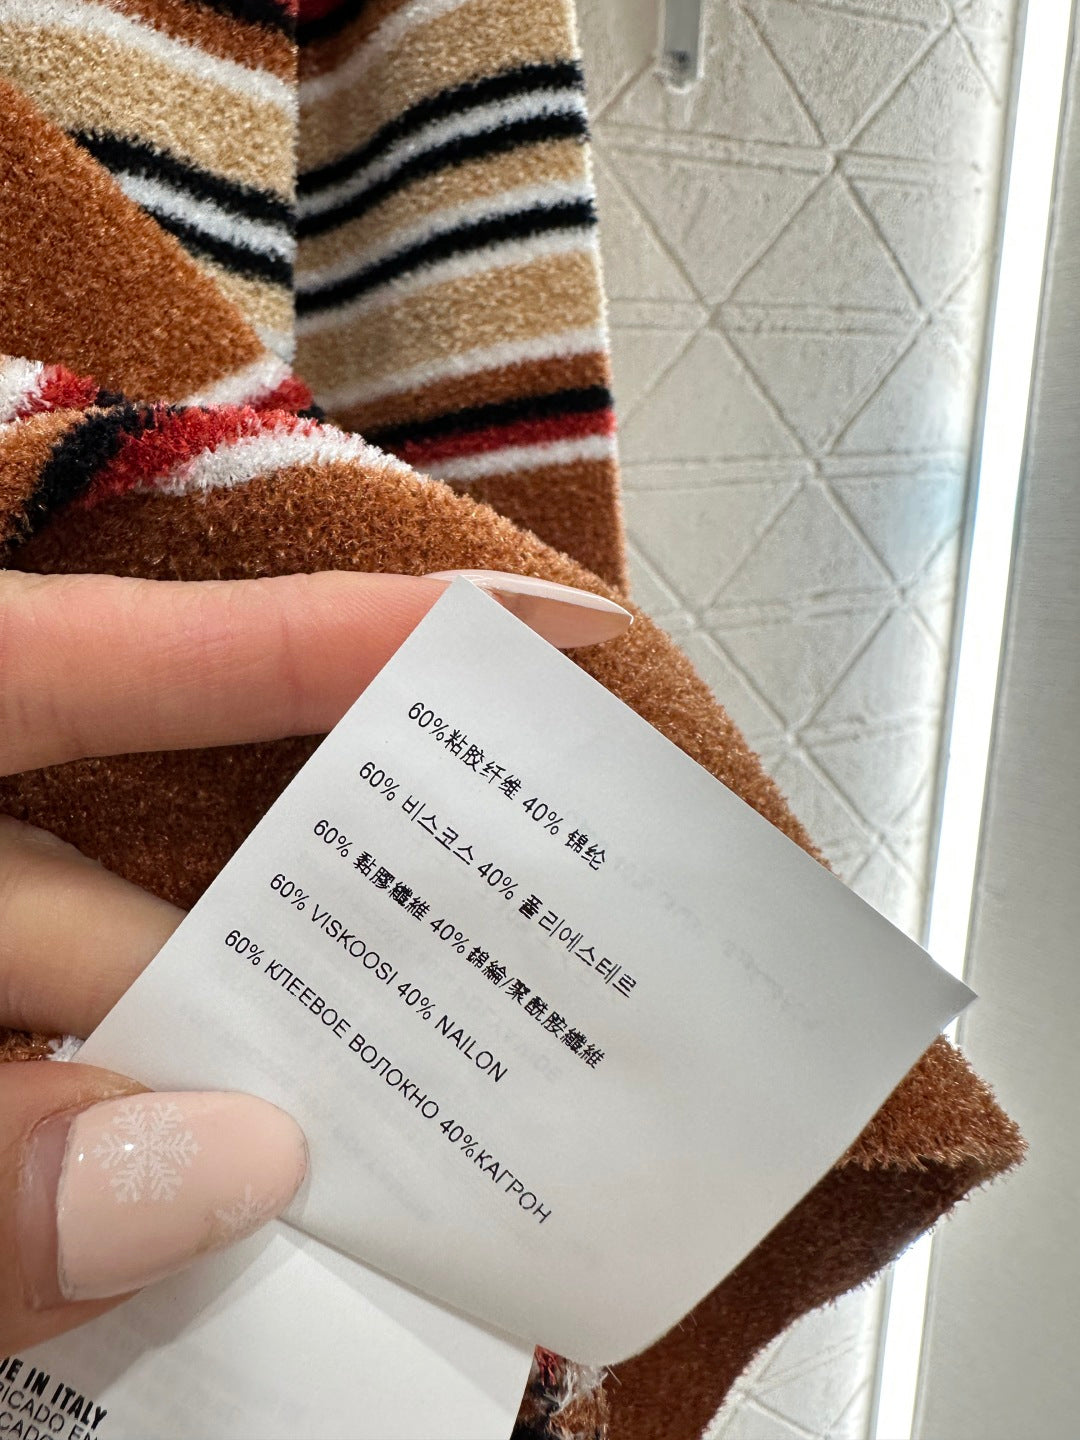 60%粘胶纤维 40% 锦纶
60% 비스코스 40% 폴리에스테르
60% 黏膠纖維 40% 錦綸/聚酰胺纖維
60% VISKOOSI 40% NAILON
60% КЛЕЕВОЕ ВОЛОКНО 40%КАГРОН
IN ITALY